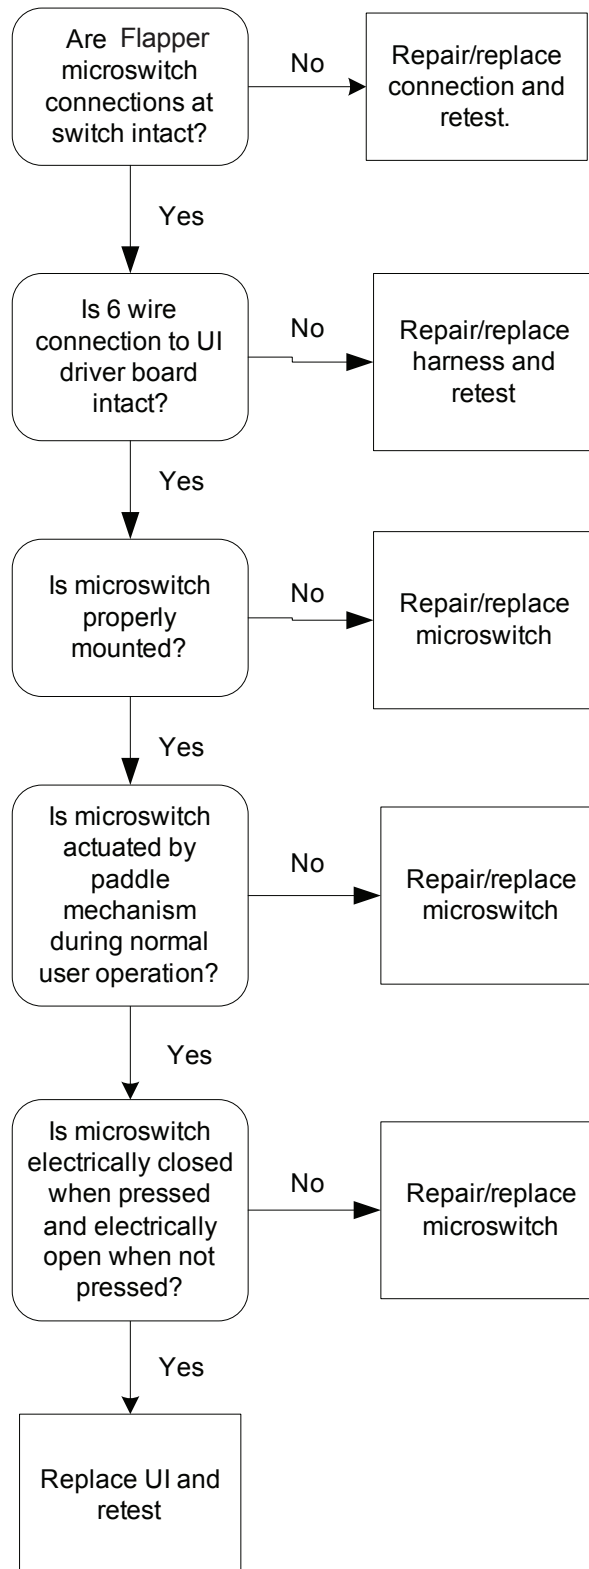 Are Flapper
microswitch
connections at
switch intact?
No
Repair/replace
connection and
retest.
Yes
Is 6 wire
connection to UI
driver board
intact?
No
Repair/replace
harness and
retest
Yes
Is microswitch
properly
mounted?
No
Repair/replace
microswitch
Yes
Is microswitch
actuated by
paddle
mechanism
during normal
user operation?
No
Repair/replace
microswitch
Yes
Is microswitch
electrically closed
when pressed
and electrically
open when not
pressed?
No
Repair/replace
microswitch
Yes
Replace UI and
retest